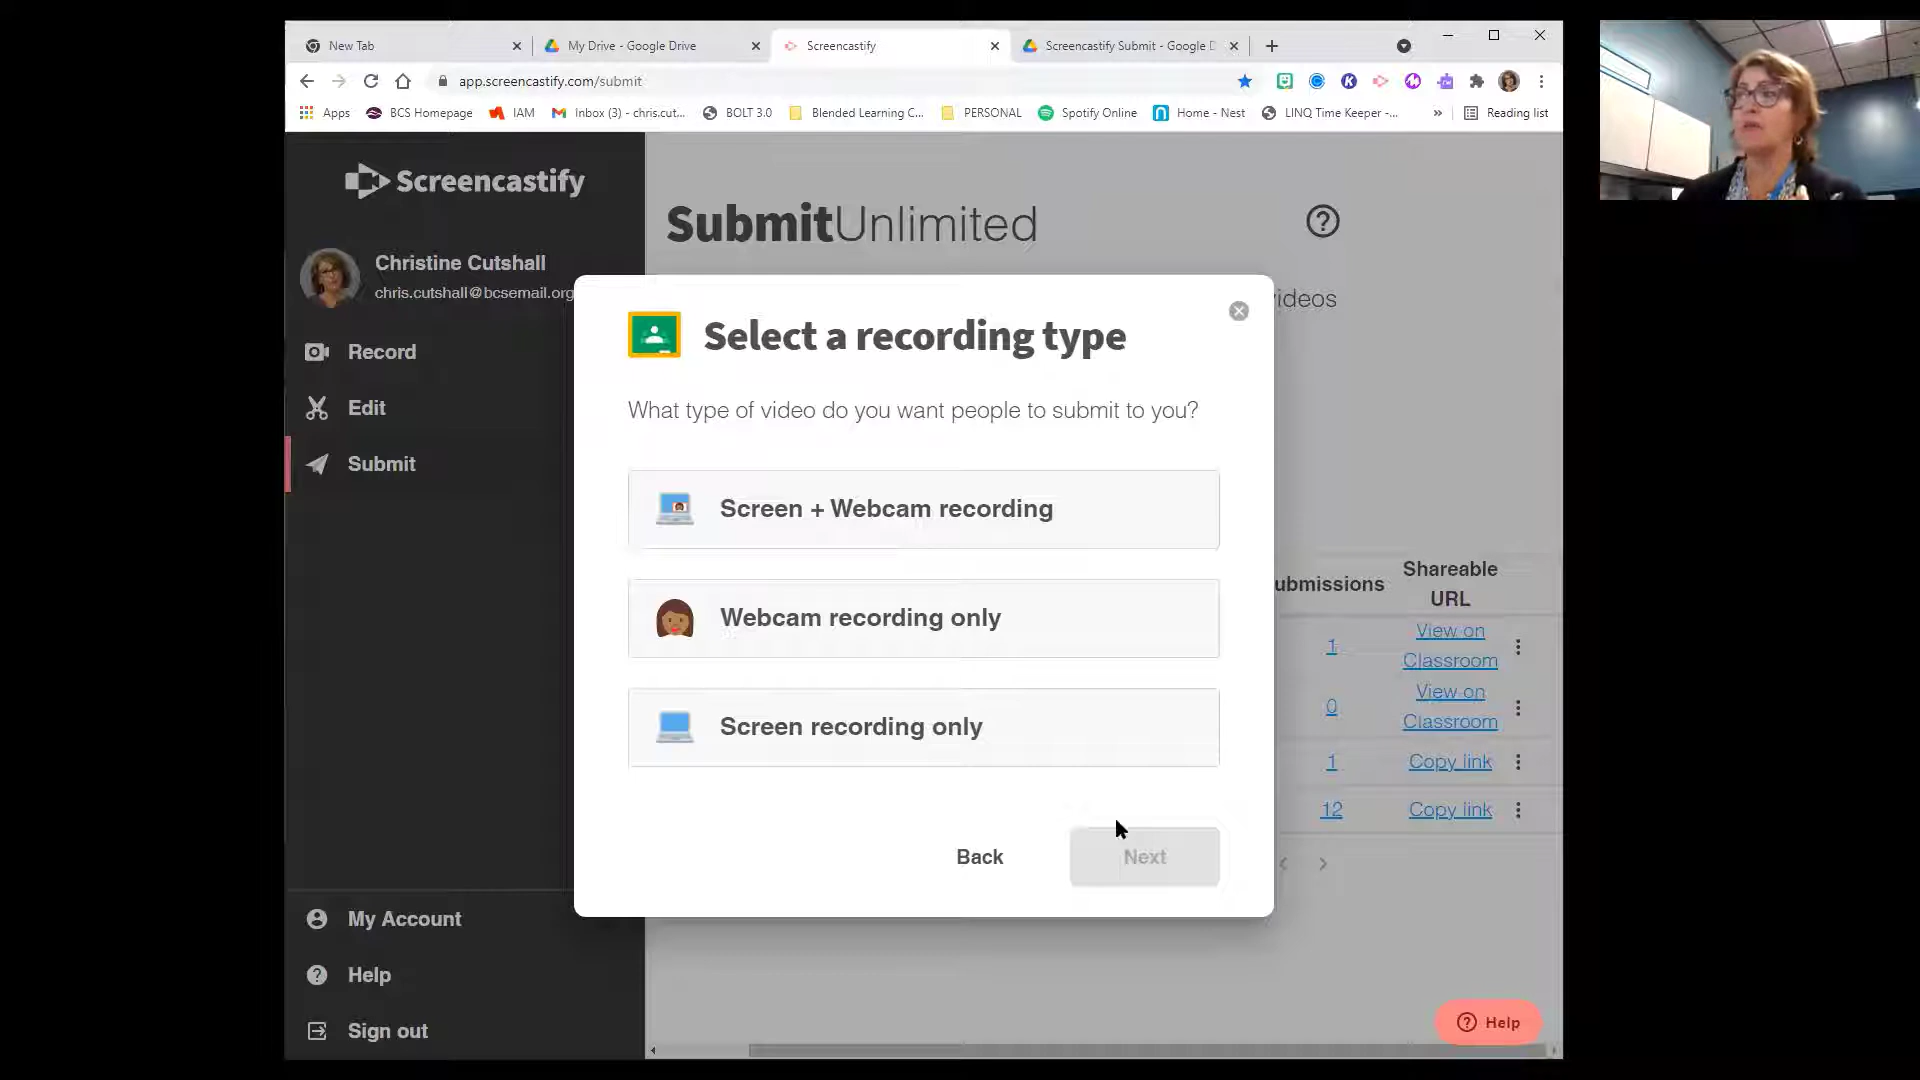 New Tab
My Drive - Google Drive
Screencastify
Screencastify Submit - Google D
app.screencastify.com/submit
Apps
BCS Homepage
IAM
Inbox (3) - chris.cut...
BOLT 3.0
Blended Learning C...
PERSONAL
Spotify Online
Home - Nest
LINQ Time Keeper -...
»
Reading list
Screencastify
Christine Cutshall
chris.cutshall@bcsemail.org
Record
Edit
Submit
My Account
Help
Sign out
SubmitUnlimited
ideos
Select a recording type
What type of video do you want people to submit to you?
Screen + Webcam recording
Webcam recording only
Screen recording only
Back
Next
ubmissions
Shareable
URL
1
View on
Classroom
0
View on
Classroom
1
Copy link
12
Copy link
Help